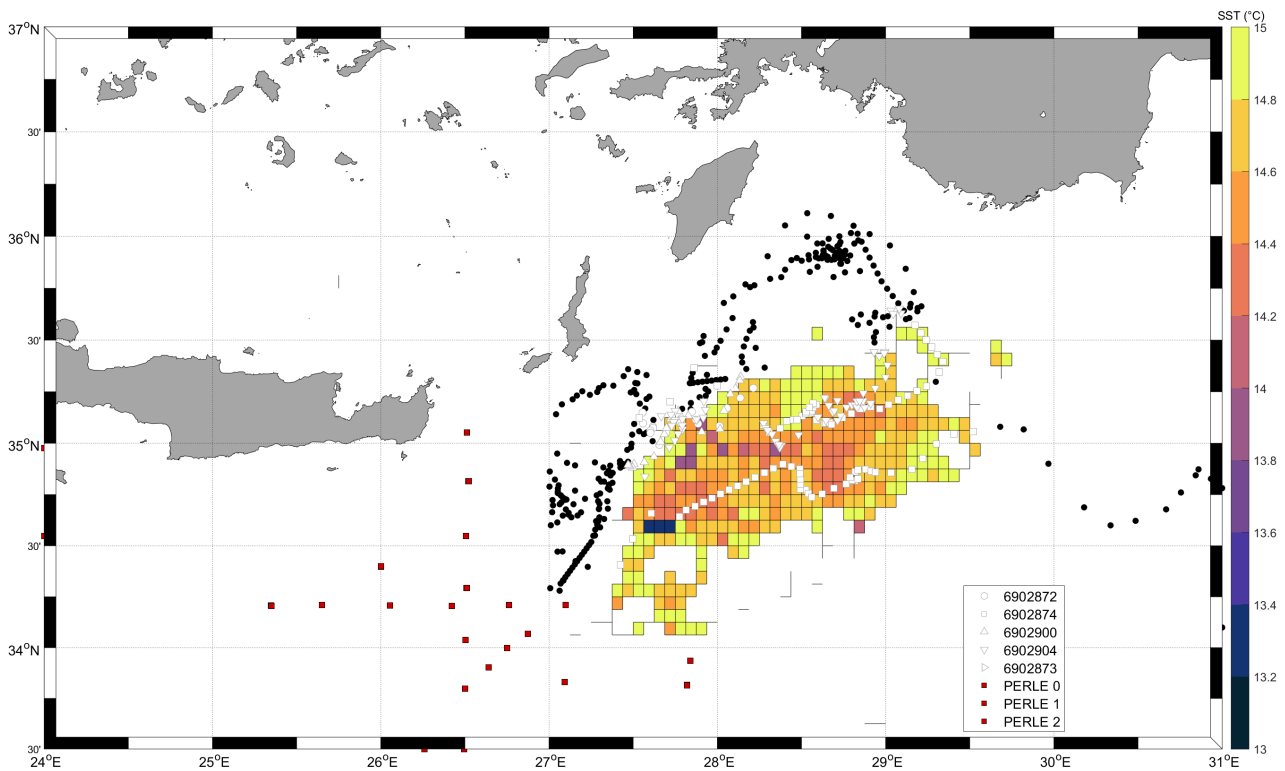 SST (°C)
37°N
30'
36°N
30'
35°N
30'
34°N
30'
24°E
25°E
26°E
27°E
28°E
29°E
30°E
31°E
15
14.8
14.6
14.4
14.2
14
13.8
13.6
13.4
13.2
13
6902872
6902874
6902900
6902904
6902873
PERLE 0
PERLE 1
PERLE 2